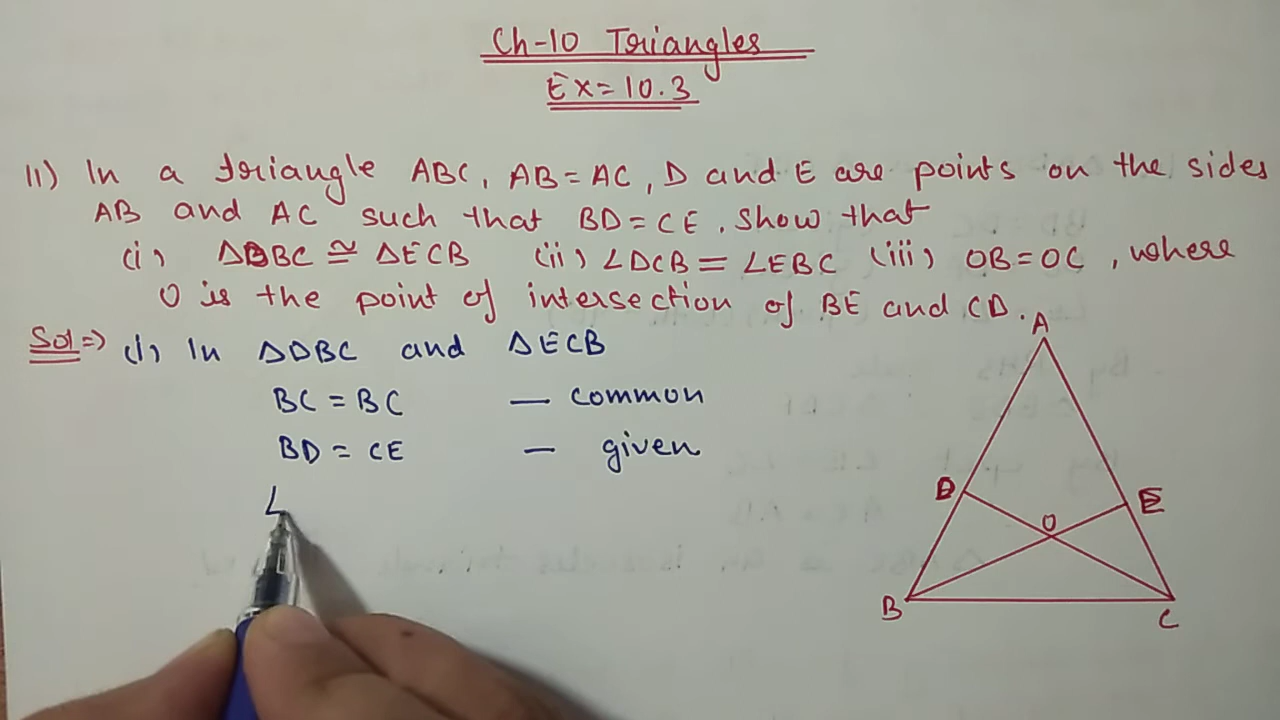 Ch-10 Triangles
Ex=10.3
11) In a triangle ABC, AB=AC, D and E are points on the sides
AB and AC such that BD=CE. Show that
(i) ΔDBC ≅ ΔECB (ii) ∠DCB = ∠EBC (iii) OB=OC, where
O is the point of intersection of BE and CD.
Sol=> (i) In ΔDBC and ΔECB
BC = BC — common
BD = CE — given
∠
A
D
E
O
B
C